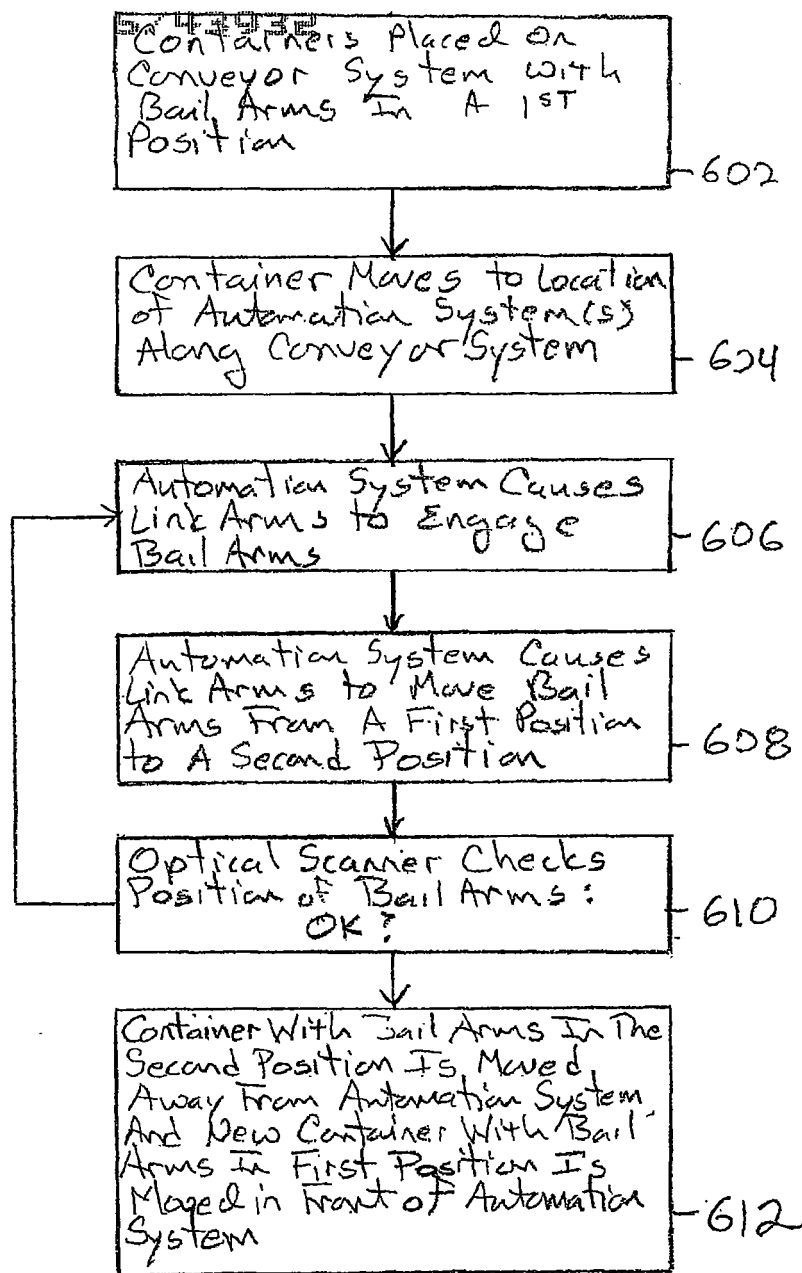 Containers Placed On
Conveyor System With
Bail Arms In A 1ST
Position
602
Container Moves to Location
of Automation System(s)
Along Conveyor System
604
Automation System Causes
Link Arms to Engage
Bail Arms
606
Automation System Causes
Link Arms to Move Bail
Arms From A First Position
to A Second Position
608
Optical Scanner Checks
Position of Bail Arms:
OK?
610
Container With Bail Arms In The
Second Position Is Moved
Away From Automation System
And New Container With Bail
Arms In First Position Is
Moved in Front of Automation
System
612